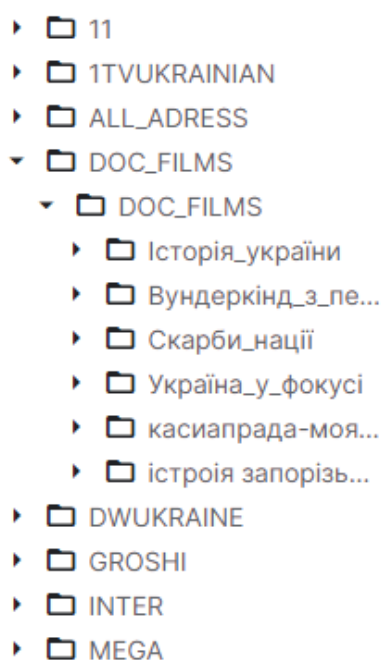 11
1TVUKRAINIAN
ALL_ADRESS
DOC_FILMS
DOC_FILMS
Історія_україни
Вундеркінд_з_пе...
Скарби_нації
Україна_у_фокусі
касиапрада-моя...
істроія запорізь...
DWUKRAINE
GROSHI
INTER
MEGA